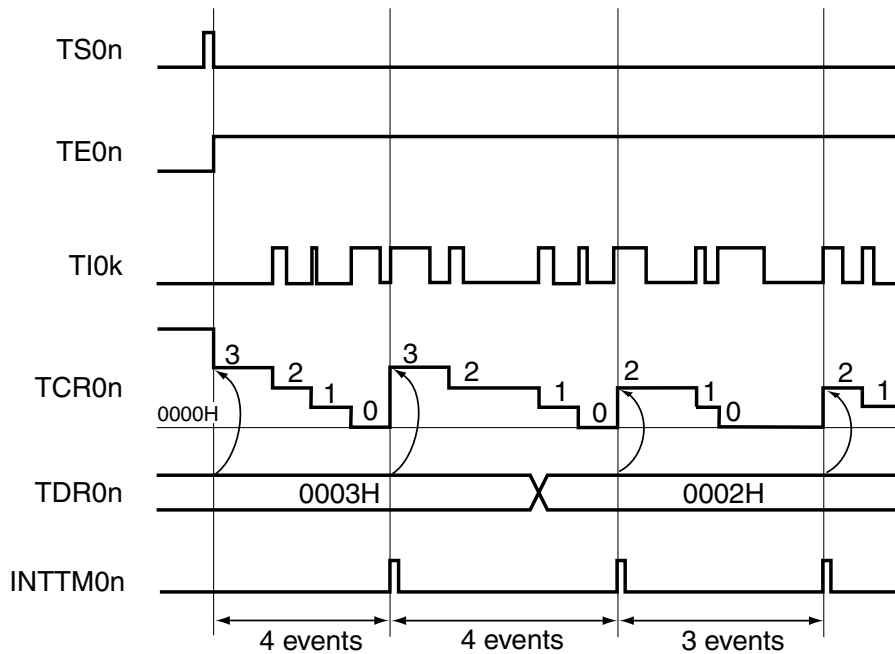 TS0n
TE0n
TI0k
TCR0n
3
2
1
0
3
2
1
0
2
1
0
2
1
0000H
TDR0n
0003H
0002H
INTTM0n
4 events
4 events
3 events